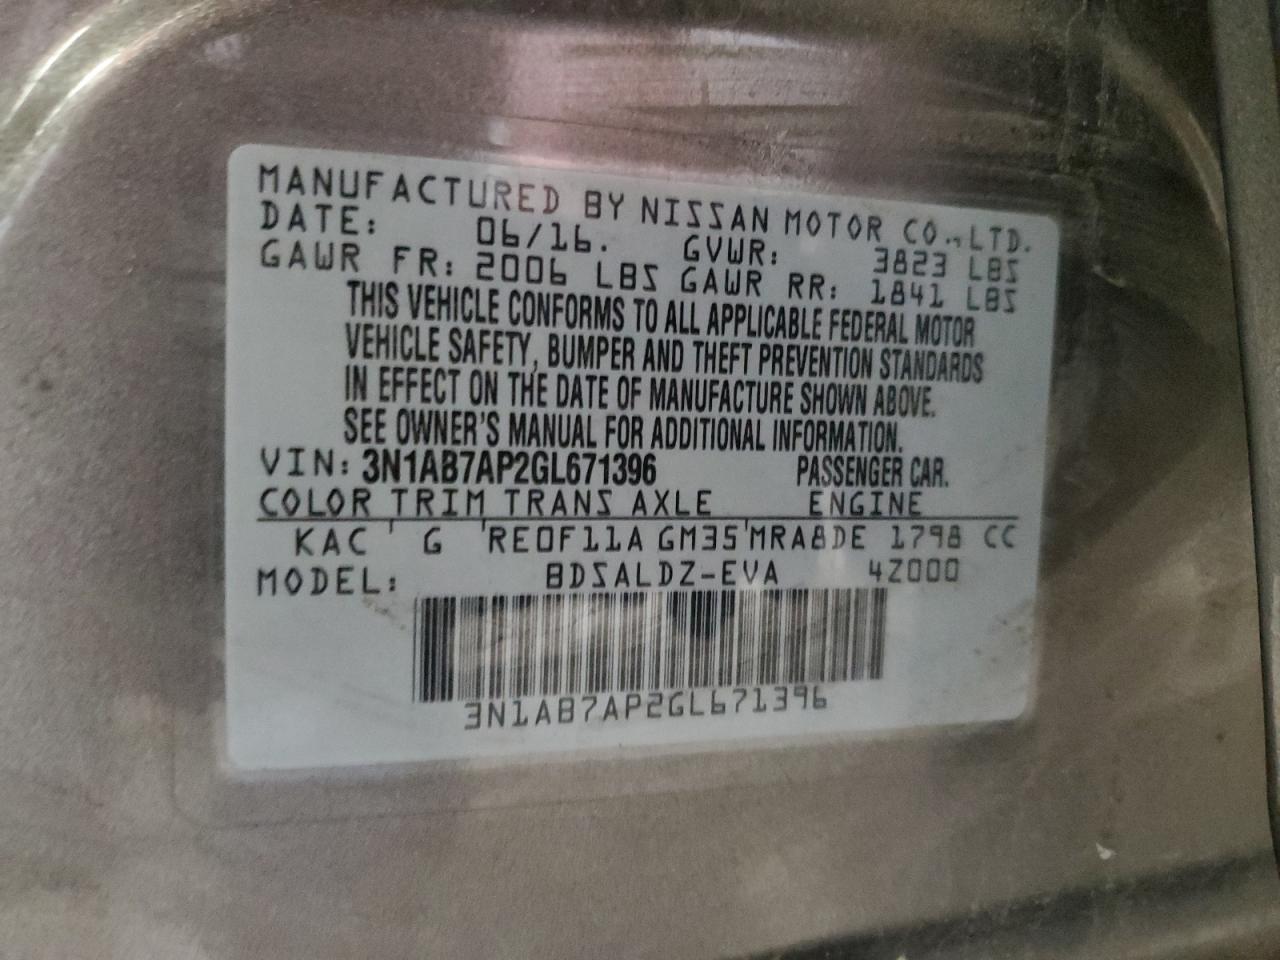 MANUFACTURED BY NISSAN MOTOR CO.,LTD.
DATE: 06/16. GVWR: 3823 LBS
GAWR FR: 2006 LBS GAWR RR: 1841 LBS
THIS VEHICLE CONFORMS TO ALL APPLICABLE FEDERAL MOTOR
VEHICLE SAFETY, BUMPER AND THEFT PREVENTION STANDARDS
IN EFFECT ON THE DATE OF MANUFACTURE SHOWN ABOVE.
SEE OWNER'S MANUAL FOR ADDITIONAL INFORMATION.
VIN: 3N1AB7AP2GL671396 PASSENGER CAR.
COLOR TRIM TRANS AXLE ENGINE
KAC G RE0F11A GM35 MRA8DE 1798 CC
MODEL: BDSALDZ-EVA 4Z000
3N1AB7AP2GL671396